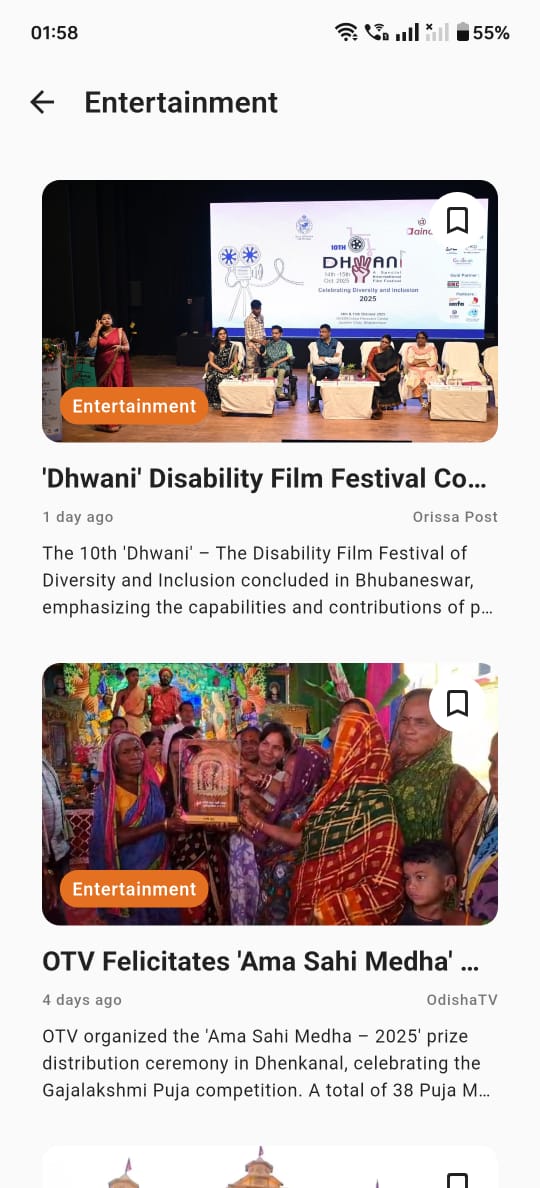 01:58
55%
Entertainment
10TH
DHWANI
14th -15th
Oct. 2025
A Special
International
Film Festival
Celebrating Diversity and Inclusion
2025
Entertainment
'Dhwani' Disability Film Festival Co...
1 day ago
Orissa Post
The 10th 'Dhwani' – The Disability Film Festival of
Diversity and Inclusion concluded in Bhubaneswar,
emphasizing the capabilities and contributions of p...
Entertainment
OTV Felicitates 'Ama Sahi Medha' ...
4 days ago
OdishaTV
OTV organized the 'Ama Sahi Medha – 2025' prize
distribution ceremony in Dhenkanal, celebrating the
Gajalakshmi Puja competition. A total of 38 Puja M...